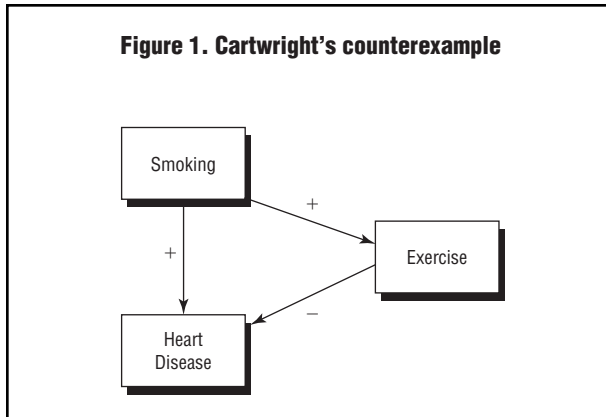 Figure 1. Cartwright’s counterexample
Smoking
+
+
Exercise
−
Heart
Disease